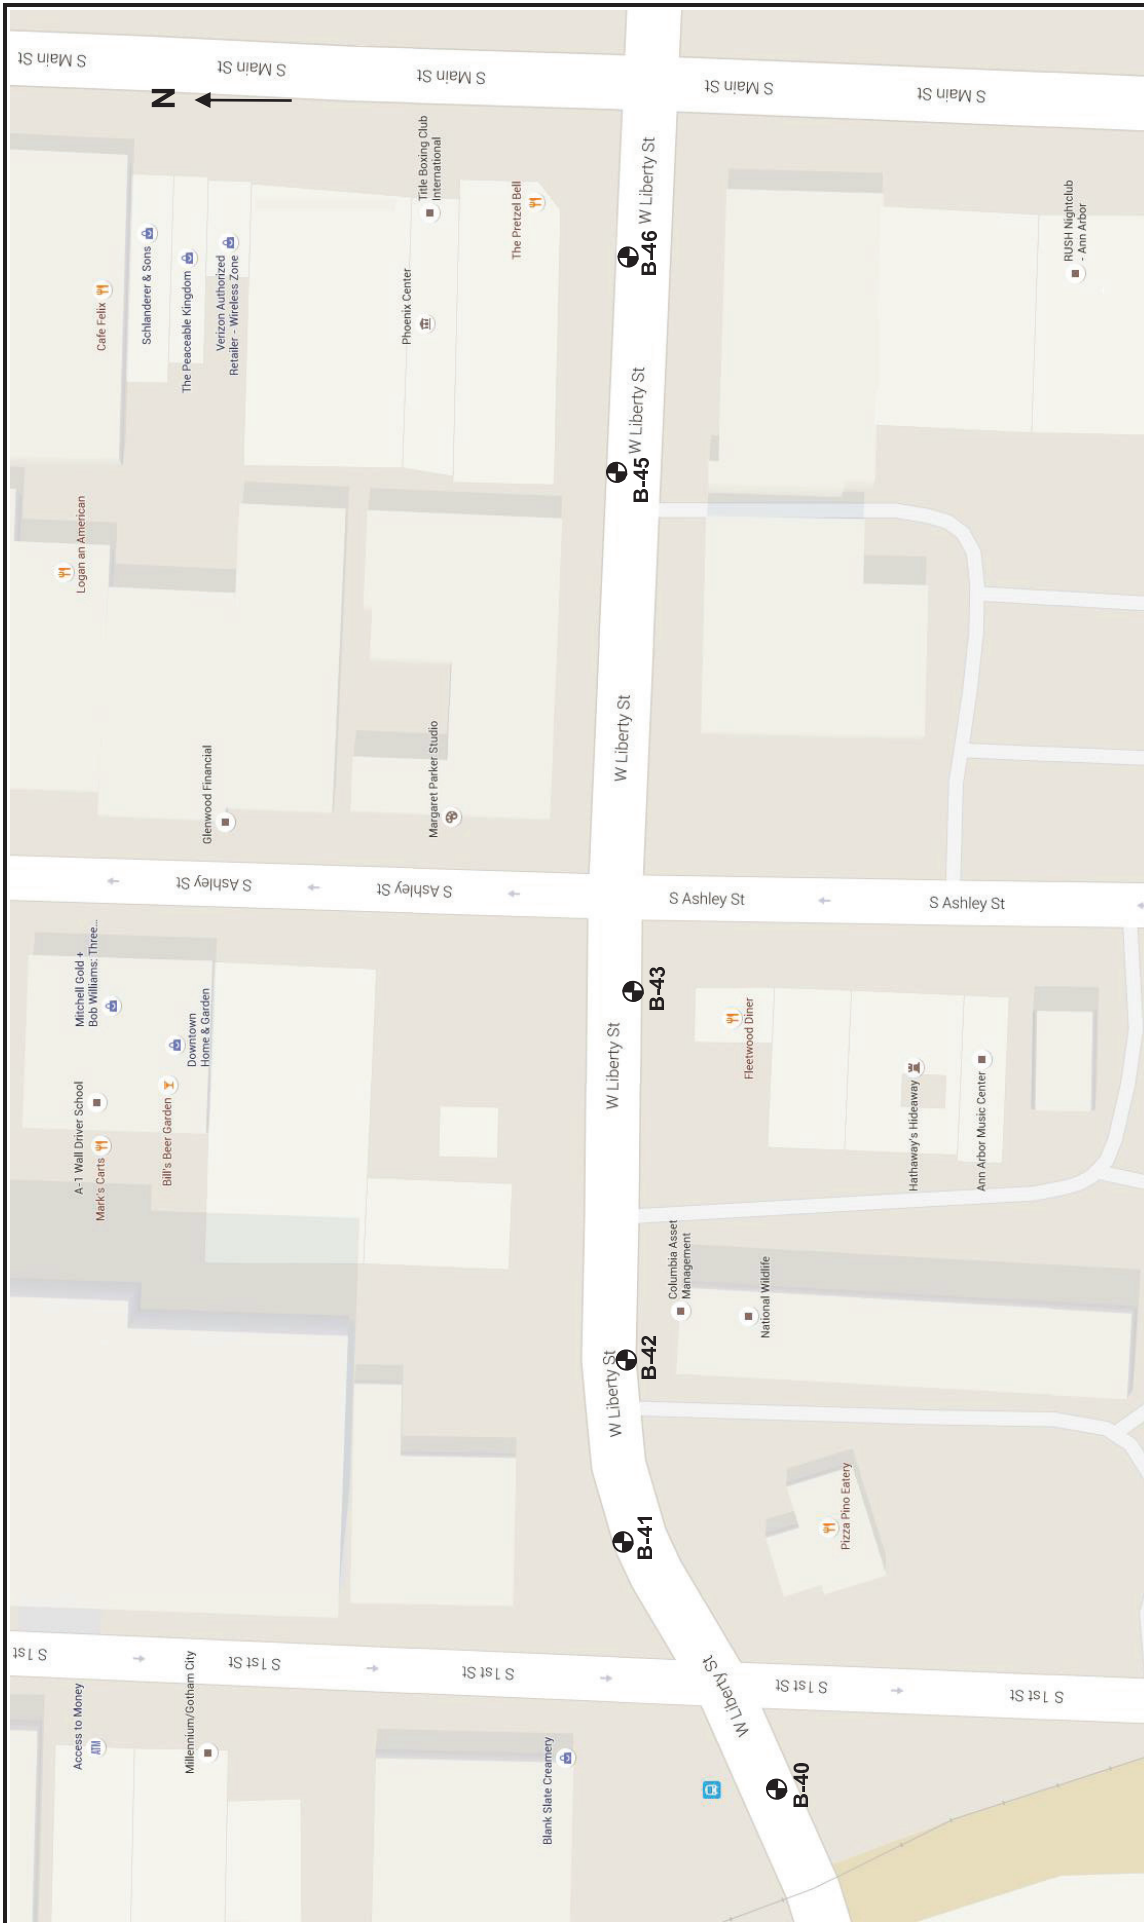 S 1st
S Main St
Logan an American
Access to Money
A-1 Wall Driver School
Mitchell Gold +
Bob Williams: Three...
Mark's Carts
Cafe Felix
Schlanderer & Sons
N
Bill's Beer Garden
Downtown
Home & Garden
The Peaceable Kingdom
Millennium/Gotham City
Glenwood Financial
Verizon Authorized
Retailer - Wireless Zone
S 1st St
S Ashley St
S Main St
Phoenix Center
Title Boxing Club
International
Margaret Parker Studio
S Ashley St
S Main St
S 1st St
The Pretzel Bell
ATM
Blank Slate Creamery
W Liberty St
W Liberty St
W Liberty St
W Liberty St
W Liberty St
W Liberty St
B-41
B-42
B-43
B-45
B-46
Columbia Asset
Management
S Ashley St
W Liberty St
S Main St
Fleetwood Diner
National Wildlife
B-40
S 1st St
Pizza Pino Eatery
Hathaway's Hideaway
S Ashley St
S Main St
Ann Arbor Music Center
S 1st St
RUSH Nightclub
- Ann Arbor